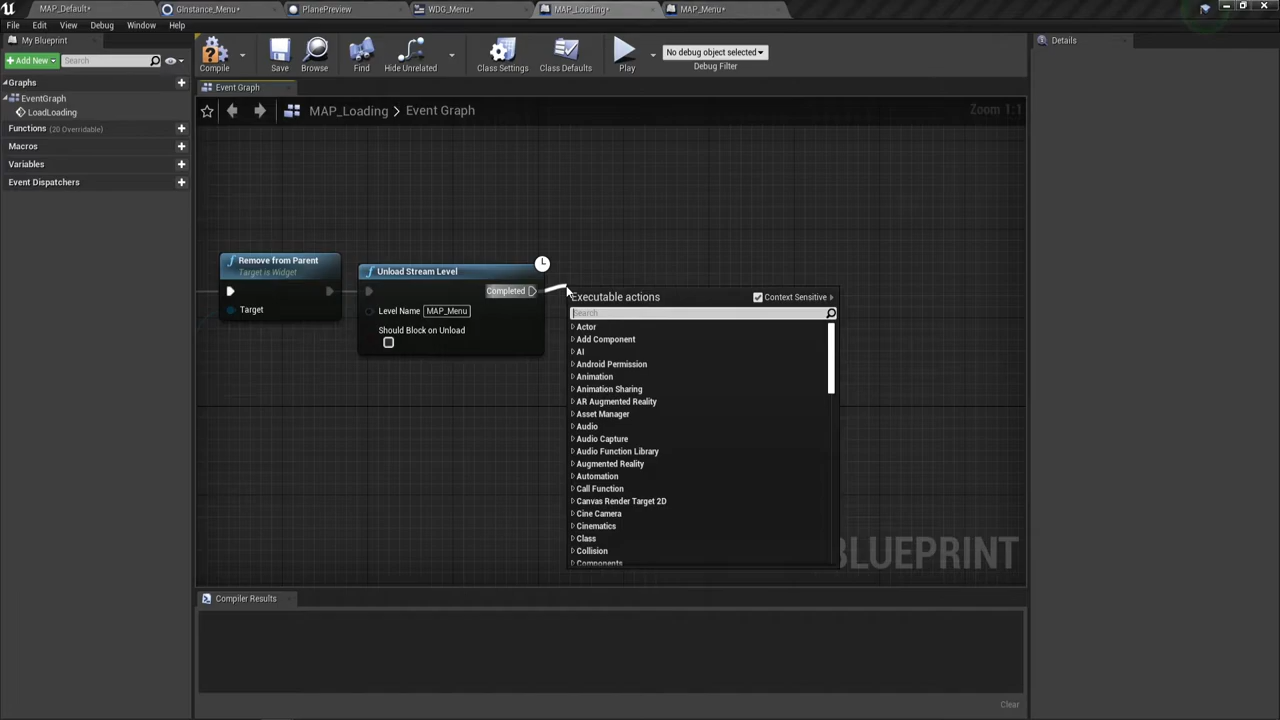 MAP_Default*
GInstance_Menu*
PlanePreview
WDG_Menu*
MAP_Loading*
MAP_Menu*
File Edit View Debug Window Help
My Blueprint
Add New
Search
Graphs
EventGraph
LoadLoading
Functions (20 Overridable)
Macros
Variables
Event Dispatchers
Compile
Save
Browse
Find
Hide Unrelated
Class Settings
Class Defaults
Play
No debug object selected
Debug Filter
Details
Event Graph
MAP_Loading > Event Graph
Zoom 1:1
Remove from Parent
Target is Widget
Target
Unload Stream Level
Completed
Level Name MAP_Menu
Should Block on Unload
Executable actions
Context Sensitive
Search
Actor
Add Component
AI
Android Permission
Animation
Animation Sharing
AR Augmented Reality
Asset Manager
Audio
Audio Capture
Audio Function Library
Augmented Reality
Automation
Call Function
Canvas Render Target 2D
Cine Camera
Cinematics
Class
Collision
Components
BLUEPRINT
Compiler Results
Clear